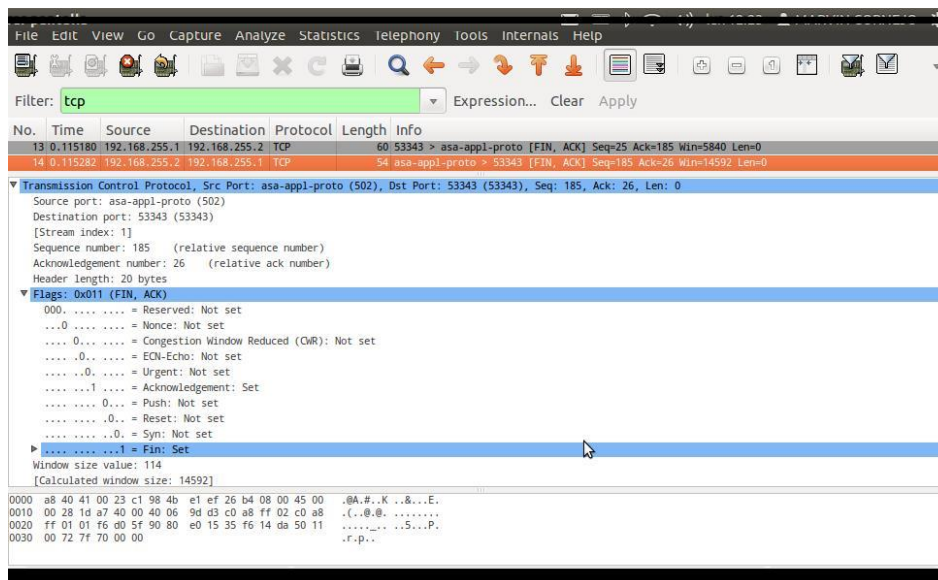 File Edit View Go Capture Analyze Statistics Telephony Tools Internals Help
Filter: tcp Expression... Clear Apply
No. Time Source Destination Protocol Length Info
13 0.115180 192.168.255.1 192.168.255.2 TCP 60 53343 > asa-appl-proto [FIN, ACK] Seq=25 Ack=185 Win=5840 Len=0
14 0.115282 192.168.255.2 192.168.255.1 TCP 54 asa-appl-proto > 53343 [FIN, ACK] Seq=185 Ack=26 Win=14592 Len=0
Transmission Control Protocol, Src Port: asa-appl-proto (502), Dst Port: 53343 (53343), Seq: 185, Ack: 26, Len: 0
Source port: asa-appl-proto (502)
Destination port: 53343 (53343)
[Stream index: 1]
Sequence number: 185 (relative sequence number)
Acknowledgement number: 26 (relative ack number)
Header length: 20 bytes
Flags: 0x011 (FIN, ACK)
000. .... .... = Reserved: Not set
...0 .... .... = Nonce: Not set
.... 0... .... = Congestion Window Reduced (CWR): Not set
.... .0.. .... = ECN-Echo: Not set
.... ..0. .... = Urgent: Not set
.... ...1 .... = Acknowledgement: Set
.... .... 0... = Push: Not set
.... .... .0.. = Reset: Not set
.... .... ..0. = Syn: Not set
.... .... ...1 = Fin: Set
Window size value: 114
[Calculated window size: 14592]
0000 a8 40 41 00 23 c1 98 4b e1 ef 26 b4 08 00 45 00 .@A.#..K ..&...E.
0010 00 28 1d a7 40 00 40 06 9d d3 c0 a8 ff 02 c0 a8 .(..@.@. ........
0020 ff 01 01 f6 d0 5f 90 80 e0 15 35 f6 14 da 50 11 ....._.. ..5...P.
0030 00 72 7f 70 00 00 .r.p..